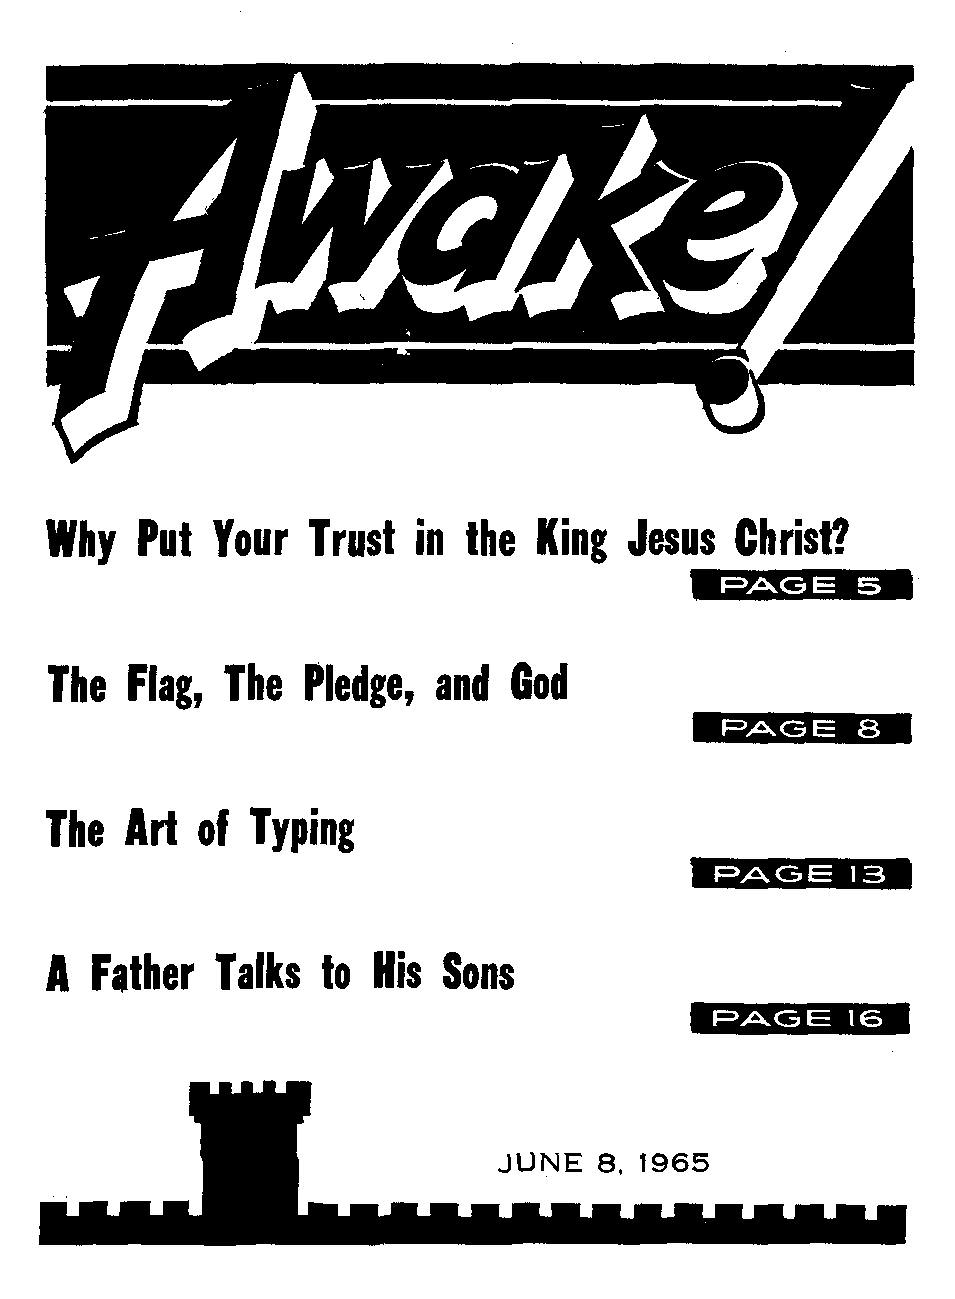 Awake!
Why Put Your Trust in the King Jesus Christ?
PAGE 5
The Flag, The Pledge, and God
PAGE 8
The Art of Typing
PAGE 13
A Father Talks to His Sons
PAGE 16
JUNE 8, 1965